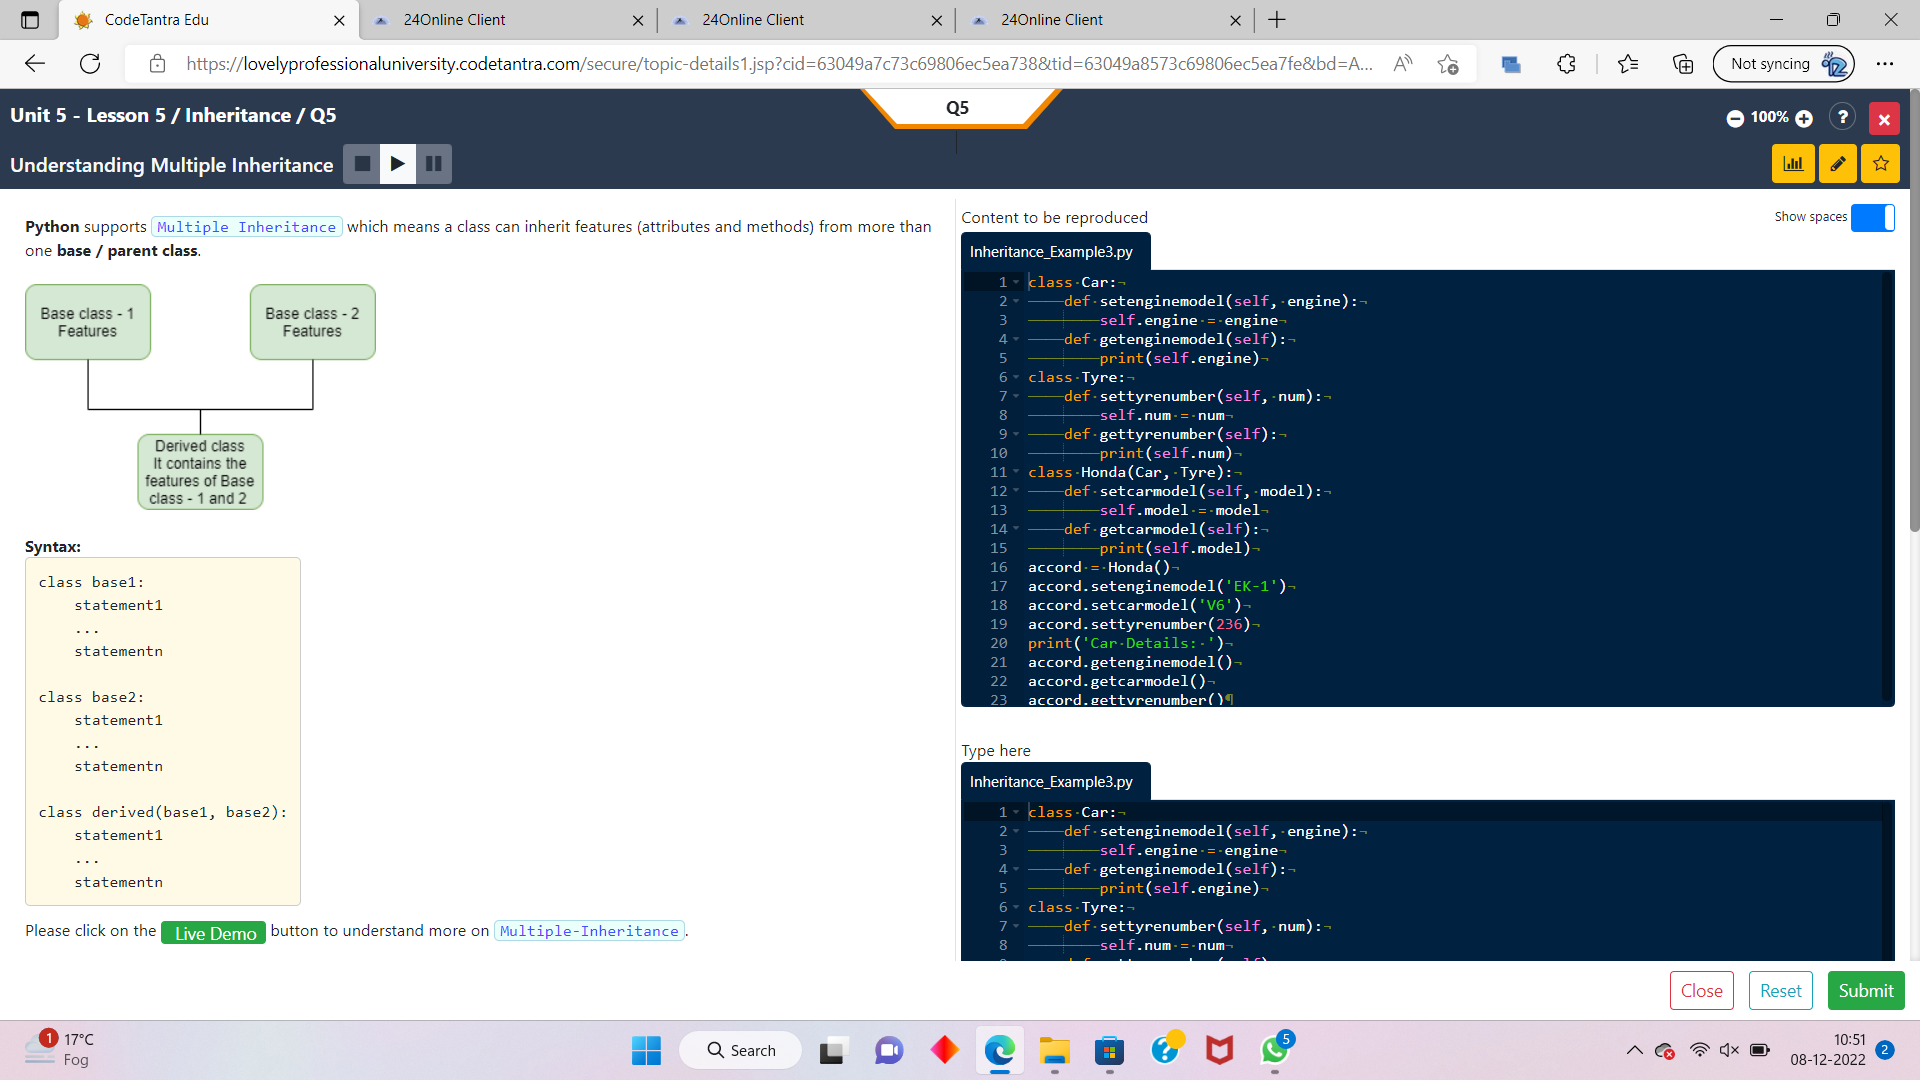 CodeTantra Edu
24Online Client
24Online Client
24Online Client
https://lovelyprofessionaluniversity.codetantra.com/secure/topic-details1.jsp?cid=63049a7c73c69806ec5ea738&tid=63049a8573c69806ec5ea7fe&bd=A...
Not syncing
Unit 5 - Lesson 5 / Inheritance / Q5
Q5
100%
?
Understanding Multiple Inheritance
Python supports Multiple Inheritance which means a class can inherit features (attributes and methods) from more than
one base / parent class.
Base class - 1
Features
Base class - 2
Features
Derived class
It contains the
features of Base
class - 1 and 2
Syntax:
class base1:
    statement1
    ...
    statementn
class base2:
    statement1
    ...
    statementn
class derived(base1, base2):
    statement1
    ...
    statementn
Please click on the Live Demo button to understand more on Multiple-Inheritance.
Content to be reproduced
Show spaces
Inheritance_Example3.py
1 class Car:
2     def setenginemodel(self, engine):
3         self.engine = engine
4     def getenginemodel(self):
5         print(self.engine)
6 class Tyre:
7     def settyrenumber(self, num):
8         self.num = num
9     def gettyrenumber(self):
10         print(self.num)
11 class Honda(Car, Tyre):
12     def setcarmodel(self, model):
13         self.model = model
14     def getcarmodel(self):
15         print(self.model)
16 accord = Honda()
17 accord.setenginemodel('EK-1')
18 accord.setcarmodel('V6')
19 accord.settyrenumber(236)
20 print('Car Details: ')
21 accord.getenginemodel()
22 accord.getcarmodel()
23 accord.gettyrenumber()
Type here
Inheritance_Example3.py
1 class Car:
2     def setenginemodel(self, engine):
3         self.engine = engine
4     def getenginemodel(self):
5         print(self.engine)
6 class Tyre:
7     def settyrenumber(self, num):
8         self.num = num
Close
Reset
Submit
1
17°C
Fog
Search
5
10:51
08-12-2022
2